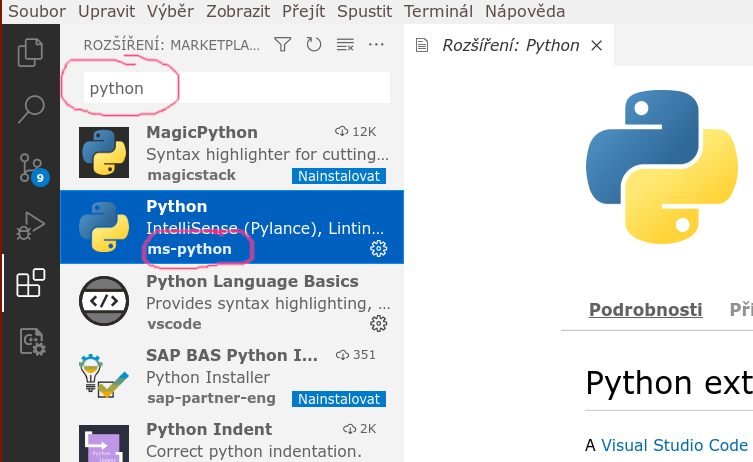 Soubor Upravit Výběr Zobrazit Přejít Spustit Terminál Nápověda
ROZŠÍŘENÍ: MARKETPLA...
Rozšíření: Python
python
MagicPython 12K
Syntax highlighter for cutting...
magicstack Nainstalovat
Python
IntelliSense (Pylance), Lintin...
ms-python
Python Language Basics
Provides syntax highlighting, ...
vscode
SAP BAS Python I... 351
Python Installer
sap-partner-eng Nainstalovat
Python Indent 2K
Correct python indentation.
9
Python
Indent
Podrobnosti Pří
Python ext
A Visual Studio Code